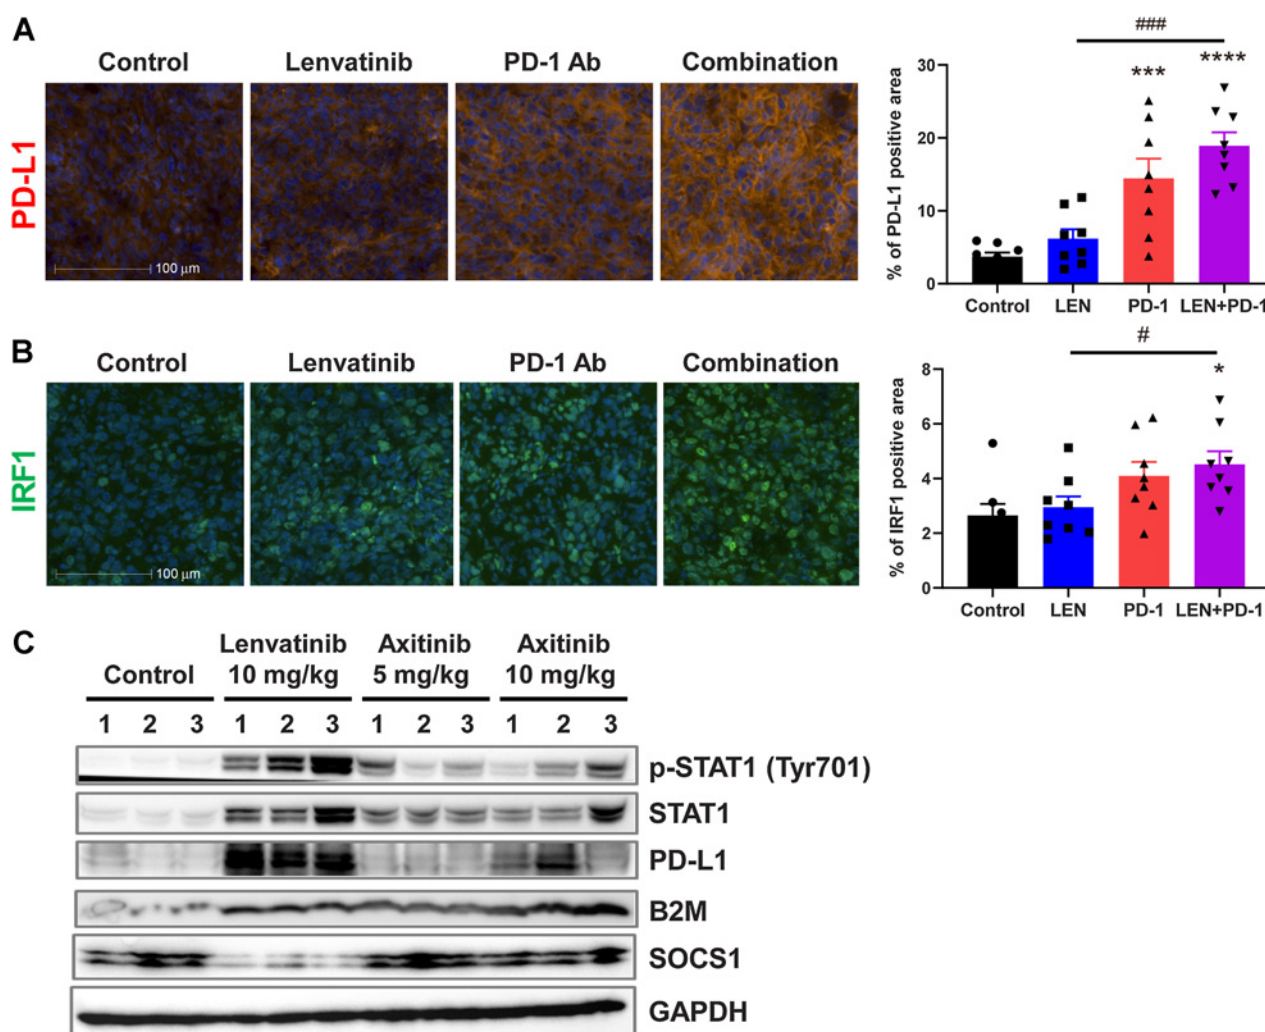 A
Control Lenvatinib PD-1 Ab Combination
PD-L1
100 μm
###
***
****
% of PD-L1 positive area
30
20
10
0
Control LEN PD-1 LEN+PD-1
B
Control Lenvatinib PD-1 Ab Combination
IRF1
100 μm
#
*
% of IRF1 positive area
8
6
4
2
0
Control LEN PD-1 LEN+PD-1
C
Control Lenvatinib 10 mg/kg Axitinib 5 mg/kg Axitinib 10 mg/kg
1 2 3 1 2 3 1 2 3 1 2 3
p-STAT1 (Tyr701)
STAT1
PD-L1
B2M
SOCS1
GAPDH